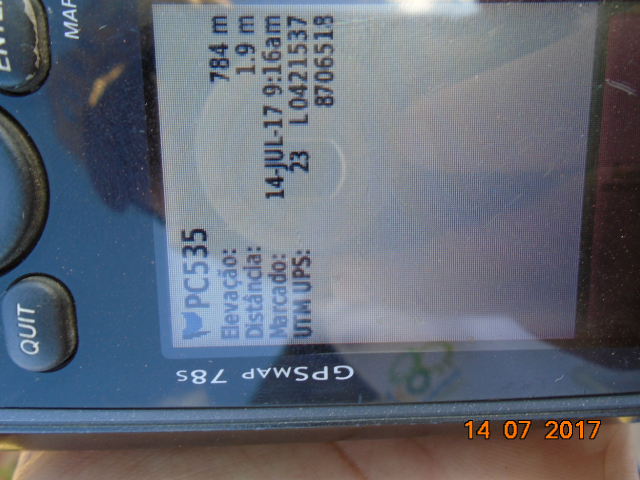 PC535
Elevação: 784 m
Distância: 1.9 m
Marcado: 14-JUL-17 9:16am
UTM UPS: 23 L 0421537
8706518
QUIT
ENTER
GPSMAP 78s
14 07 2017